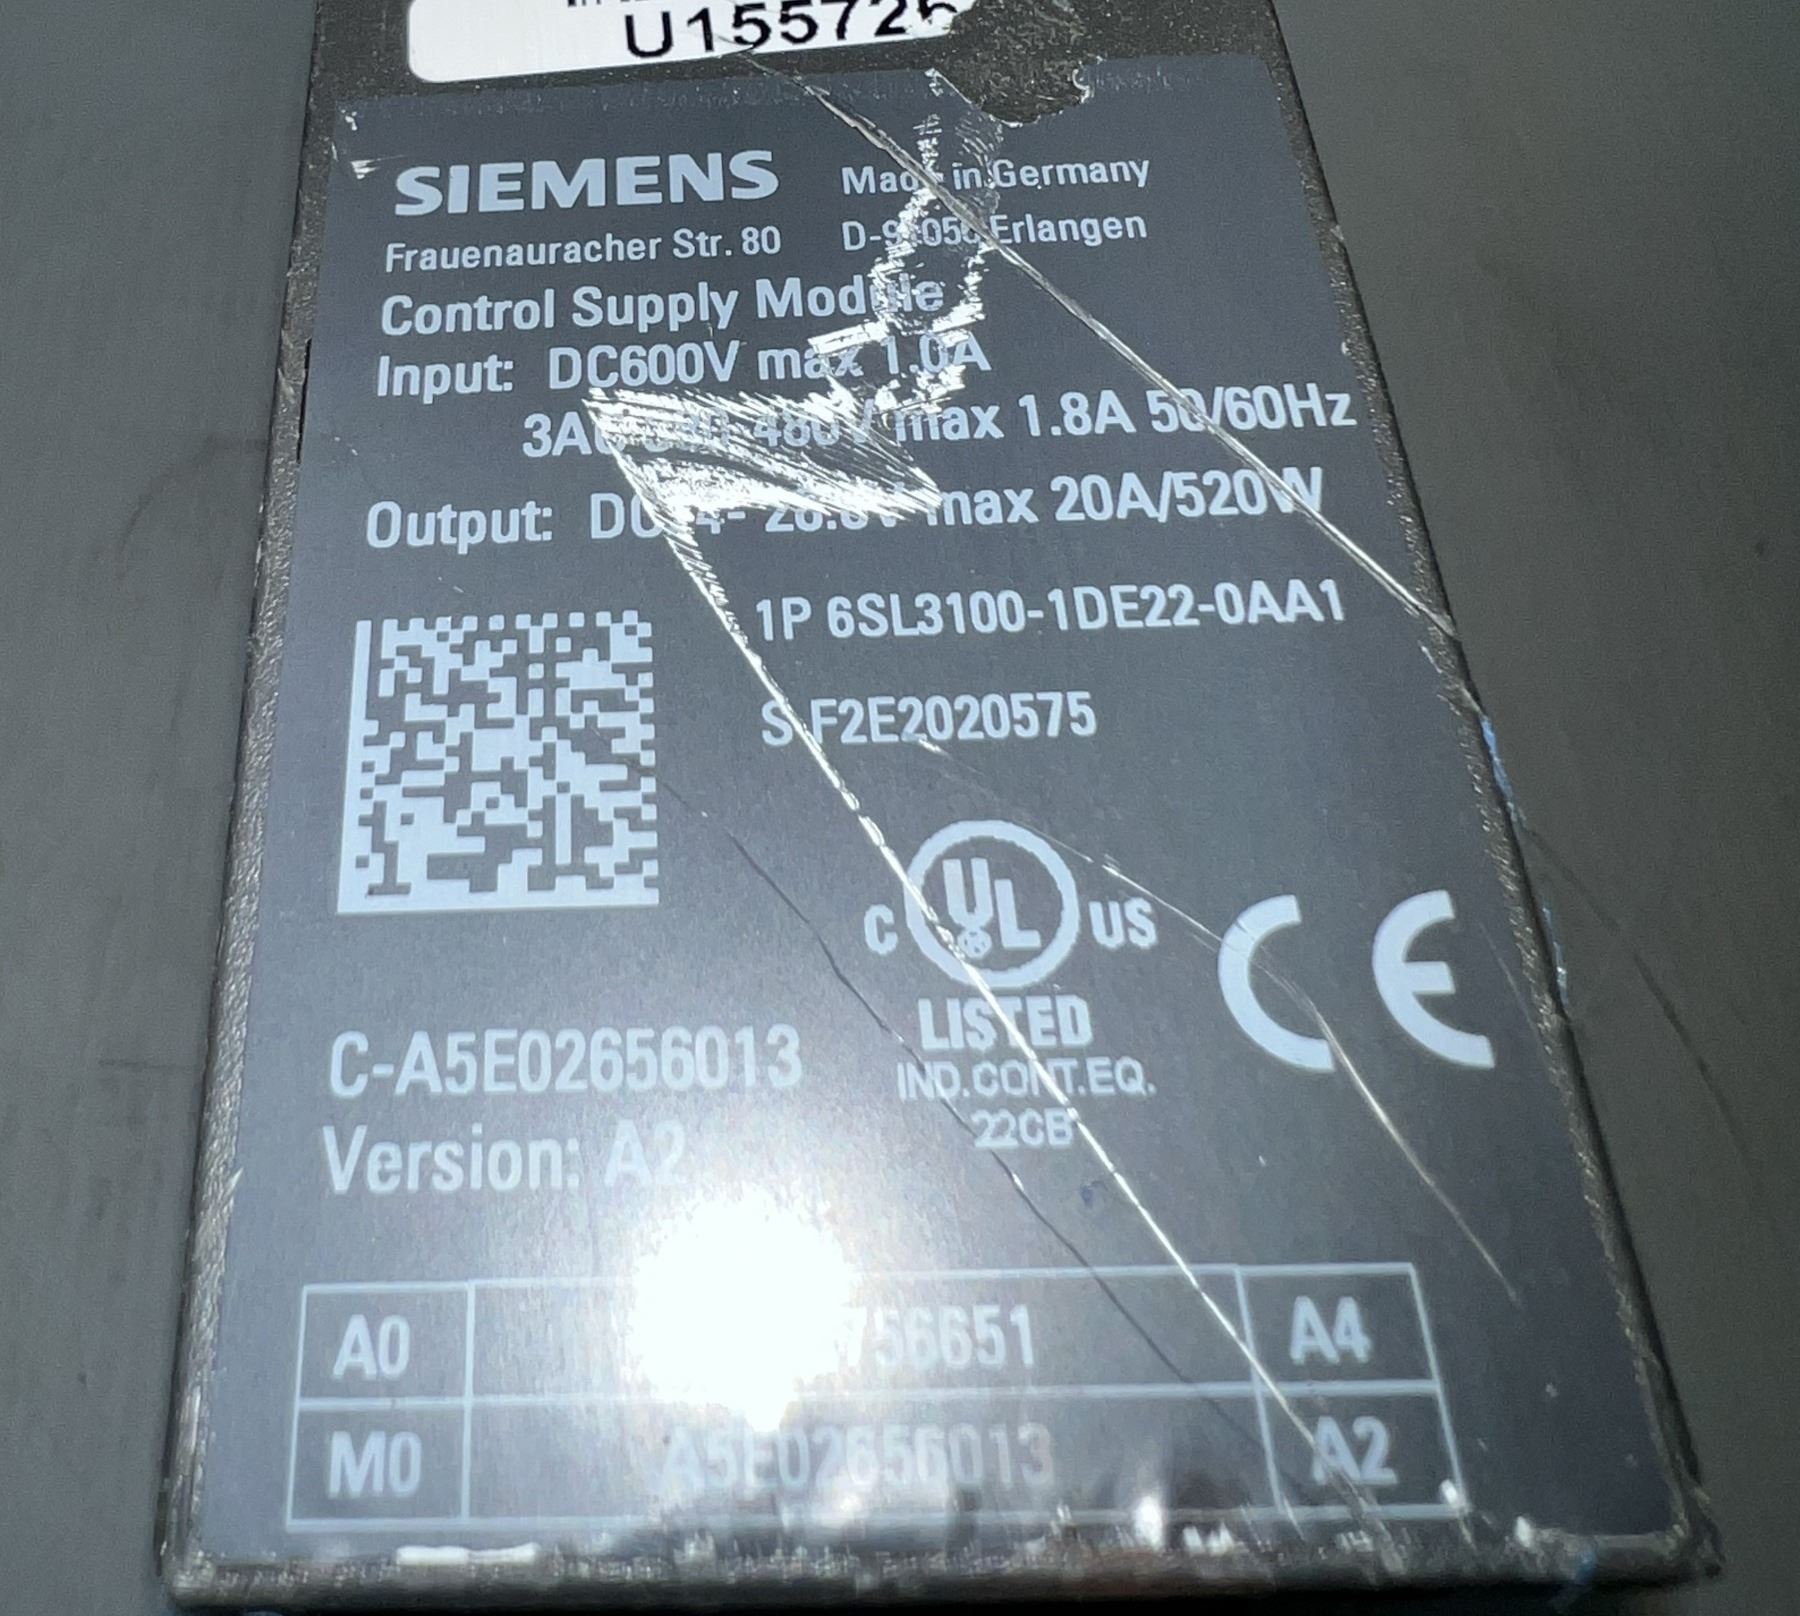 SIEMENS Made in Germany
Frauenauracher Str. 80 Erlangen
Control Supply Module
Input: DC600V max 1.0A
max 1.8A 50/60Hz
Output: max 20A/520W
1P 6SL3100-1DE22-0AA1
S F2E2020575
C UL US
LISTED
IND.CONT.EQ.
22CB
CE
C-A5E02656013
Version: A2
A0 A4
M0 A5E02656013 A2